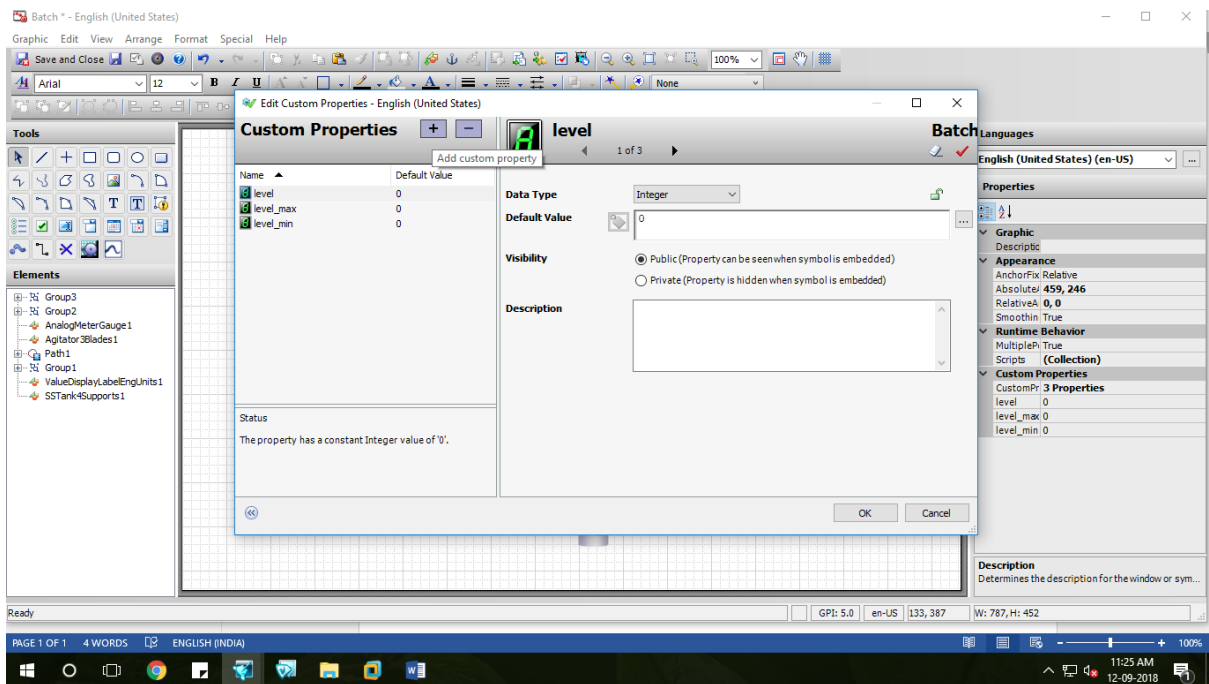 Batch * - English (United States)
Graphic Edit View Arrange Format Special Help
Save and Close 100%
Arial 12 B I U A None
Edit Custom Properties - English (United States)
Custom Properties + -
Add custom property
level
1 of 3
Batch
Name Default Value
level 0
level_max 0
level_min 0
Status
The property has a constant Integer value of '0'.
Data Type Integer
Default Value 0 ...
Visibility Public (Property can be seen when symbol is embedded)
Private (Property is hidden when symbol is embedded)
Description
OK Cancel
Tools
T T
Elements
Group3
Group2
AnalogMeterGauge1
Agitator3Blades1
Path1
Group1
ValueDisplayLabelEngUnits1
SSTank4Supports1
Languages
English (United States) (en-US) ...
Properties
Graphic
Descriptic
Appearance
AnchorFix Relative
Absolute 459, 246
RelativeA 0, 0
Smoothin True
Runtime Behavior
MultipleP True
Scripts (Collection)
Custom Properties
CustomPr 3 Properties
level 0
level_max 0
level_min 0
Description
Determines the description for the window or sym...
Ready GPI: 5.0 en-US 133, 387 W: 787, H: 452
PAGE 1 OF 1 4 WORDS ENGLISH (INDIA) - + 100%
11:25 AM
12-09-2018